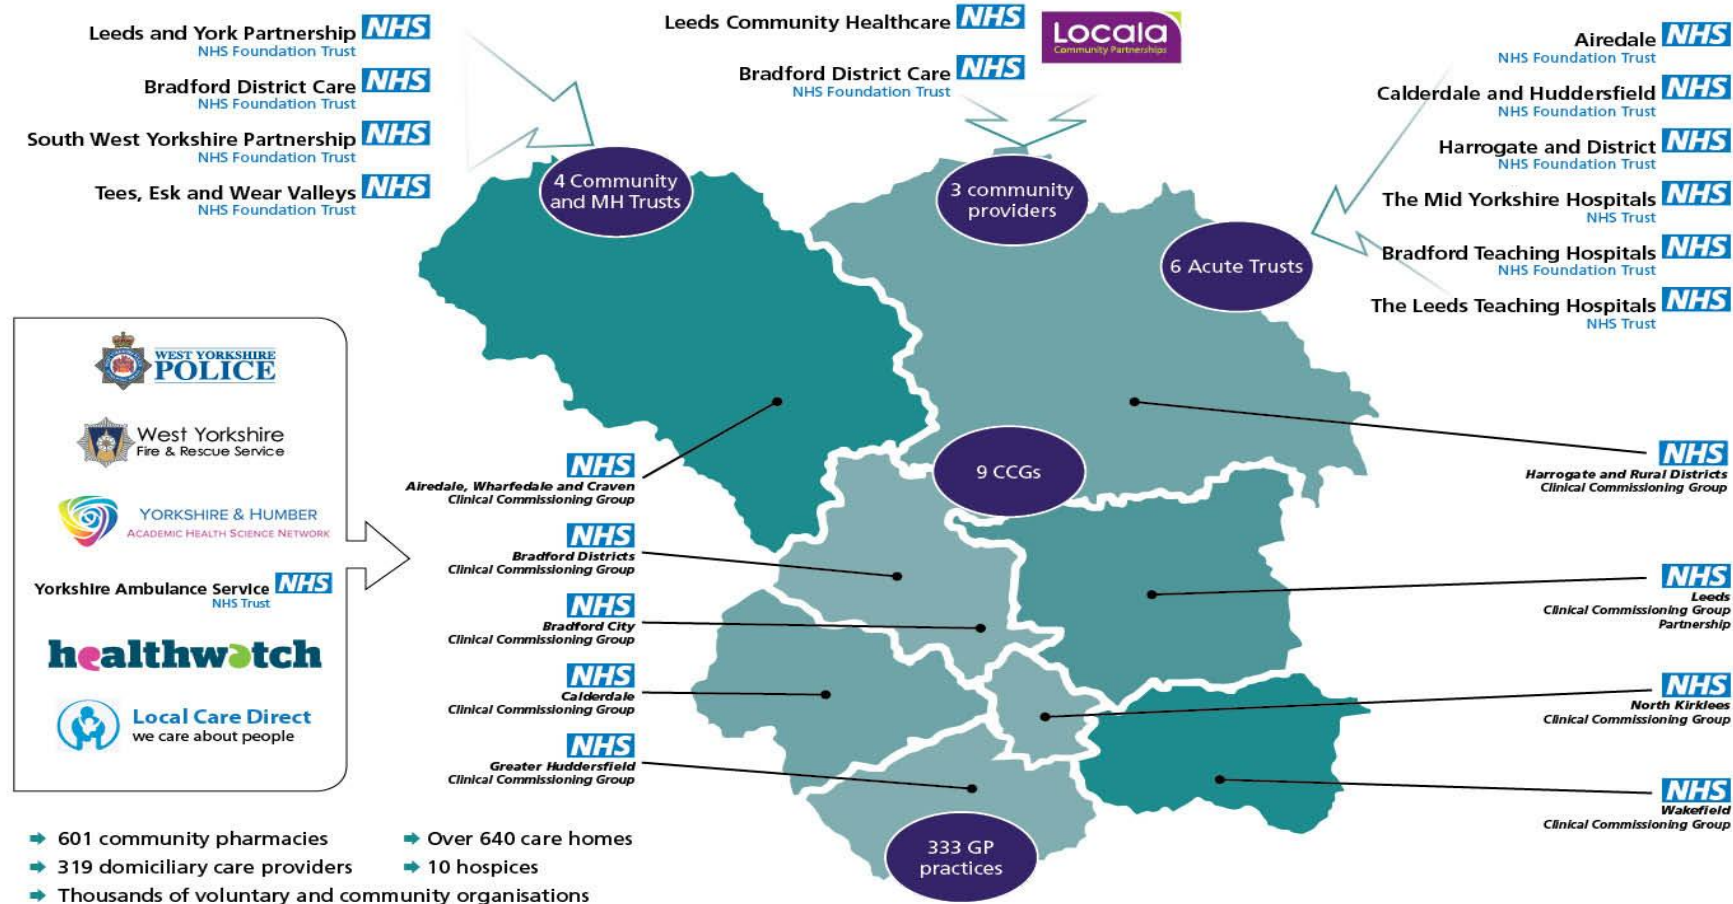 Leeds and York Partnership NHS
NHS Foundation Trust
Bradford District Care NHS
NHS Foundation Trust
South West Yorkshire Partnership NHS
NHS Foundation Trust
Tees, Esk and Wear Valleys NHS
NHS Foundation Trust
Leeds Community Healthcare NHS
Locala
Community Partnerships
Bradford District Care NHS
NHS Foundation Trust
Airedale NHS
NHS Foundation Trust
Calderdale and Huddersfield NHS
NHS Foundation Trust
Harrogate and District NHS
NHS Foundation Trust
The Mid Yorkshire Hospitals NHS
NHS Trust
Bradford Teaching Hospitals NHS
NHS Foundation Trust
The Leeds Teaching Hospitals NHS
NHS Trust
4 Community
and MH Trusts
3 community
providers
6 Acute Trusts
9 CCGs
333 GP
practices
WEST YORKSHIRE
POLICE
West Yorkshire
Fire & Rescue Service
YORKSHIRE & HUMBER
ACADEMIC HEALTH SCIENCE NETWORK
Yorkshire Ambulance Service NHS
NHS Trust
healthwatch
Local Care Direct
we care about people
NHS
Airedale, Wharfedale and Craven
Clinical Commissioning Group
NHS
Bradford Districts
Clinical Commissioning Group
NHS
Bradford City
Clinical Commissioning Group
NHS
Calderdale
Clinical Commissioning Group
NHS
Greater Huddersfield
Clinical Commissioning Group
NHS
Harrogate and Rural Districts
Clinical Commissioning Group
NHS
Leeds
Clinical Commissioning Group
Partnership
NHS
North Kirklees
Clinical Commissioning Group
NHS
Wakefield
Clinical Commissioning Group
601 community pharmacies
319 domiciliary care providers
Thousands of voluntary and community organisations
Over 640 care homes
10 hospices